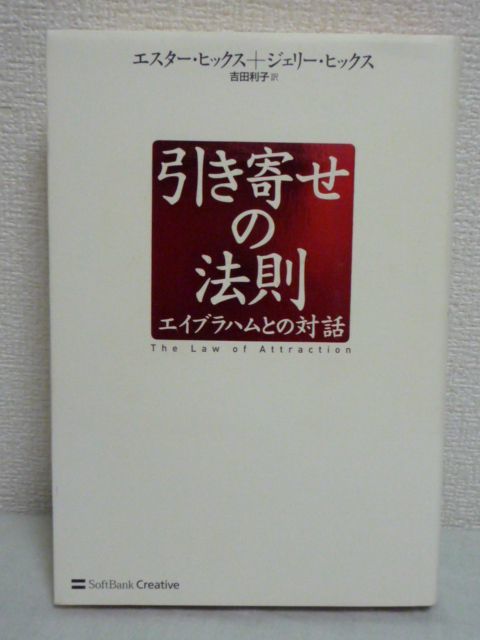 エスター・ヒックス+ジェリー・ヒックス
吉田利子 訳
引き寄せ
の
法則
エイブラハムとの対話
The Law of Attraction
SoftBank Creative